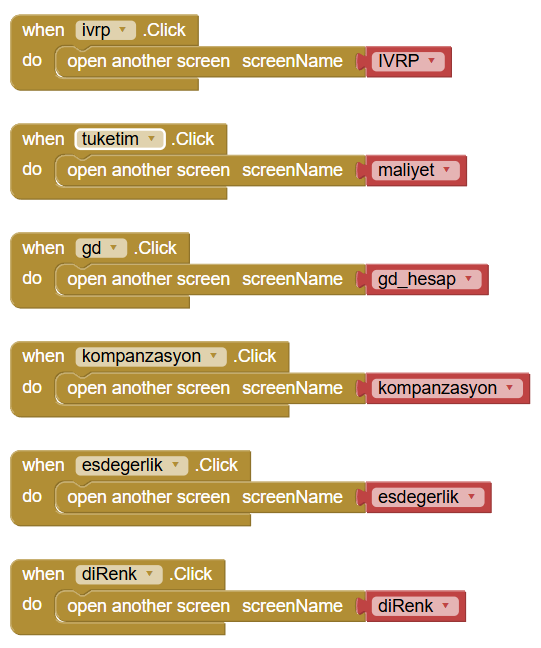 when ivrp .Click
do open another screen screenName IVRP
when tuketim .Click
do open another screen screenName maliyet
when gd .Click
do open another screen screenName gd_hesap
when kompanzasyon .Click
do open another screen screenName kompanzasyon
when esdegerlik .Click
do open another screen screenName esdegerlik
when diRenk .Click
do open another screen screenName diRenk